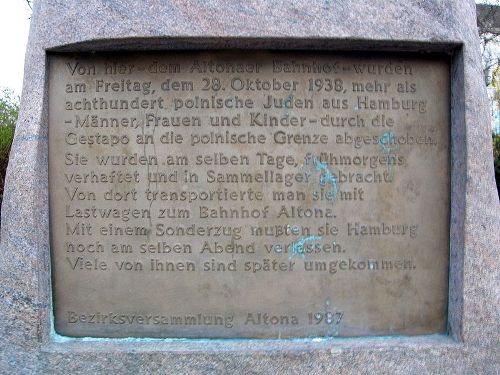 Von hier-dem Altonaer Bahnhof-wurden
am Freitag, dem 28. Oktober 1938, mehr als
achthundert polnische Juden aus Hamburg
-Männer, Frauen und Kinder-durch die
Gestapo an die polnische Grenze abgeschoben.
Sie wurden am selben Tage, frühmorgens
verhaftet und in Sammellager gebracht.
Von dort transportierte man sie mit
Lastwagen zum Bahnhof Altona.
Mit einem Sonderzug mußten sie Hamburg
noch am selben Abend verlassen.
Viele von ihnen sind später umgekommen.
Bezirksversammlung Altona 1987